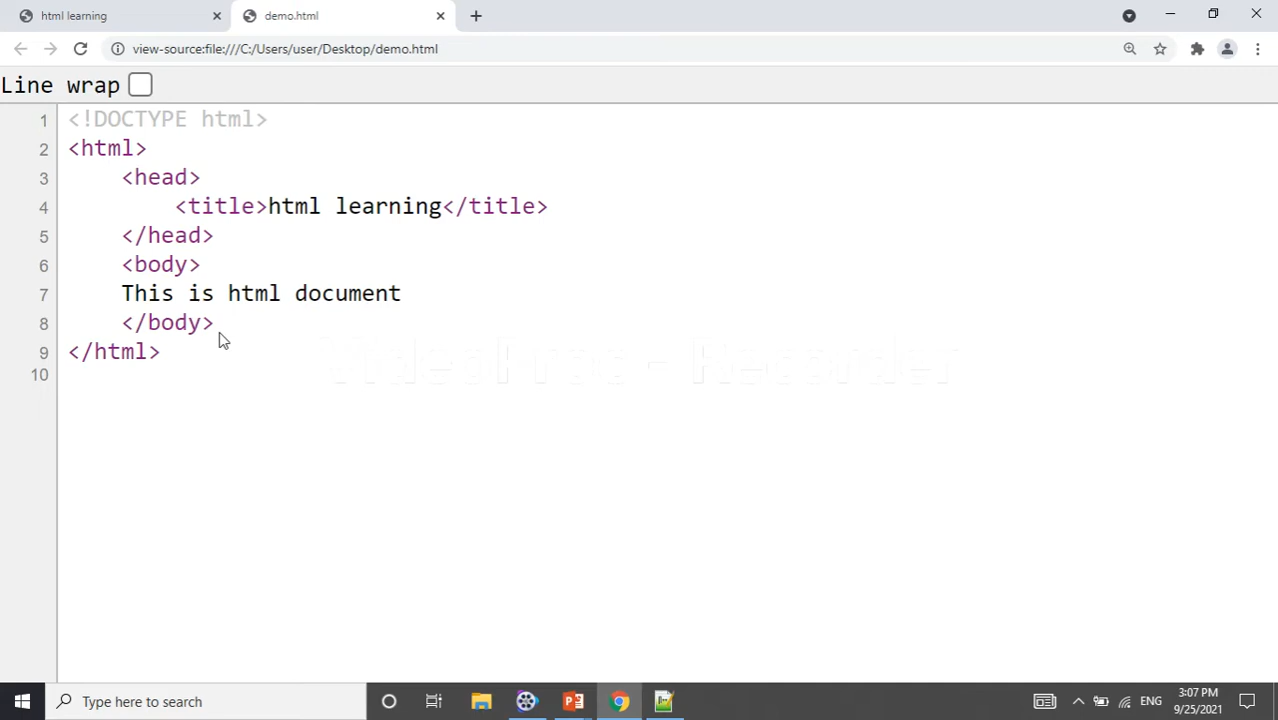 html learning
demo.html
view-source:file:///C:/Users/user/Desktop/demo.html
Line wrap
1 <!DOCTYPE html>
2 <html>
3     <head>
4         <title>html learning</title>
5     </head>
6     <body>
7     This is html document
8     </body>
9 </html>
10
VideoProc - Recorder
Type here to search
ENG
3:07 PM
9/25/2021